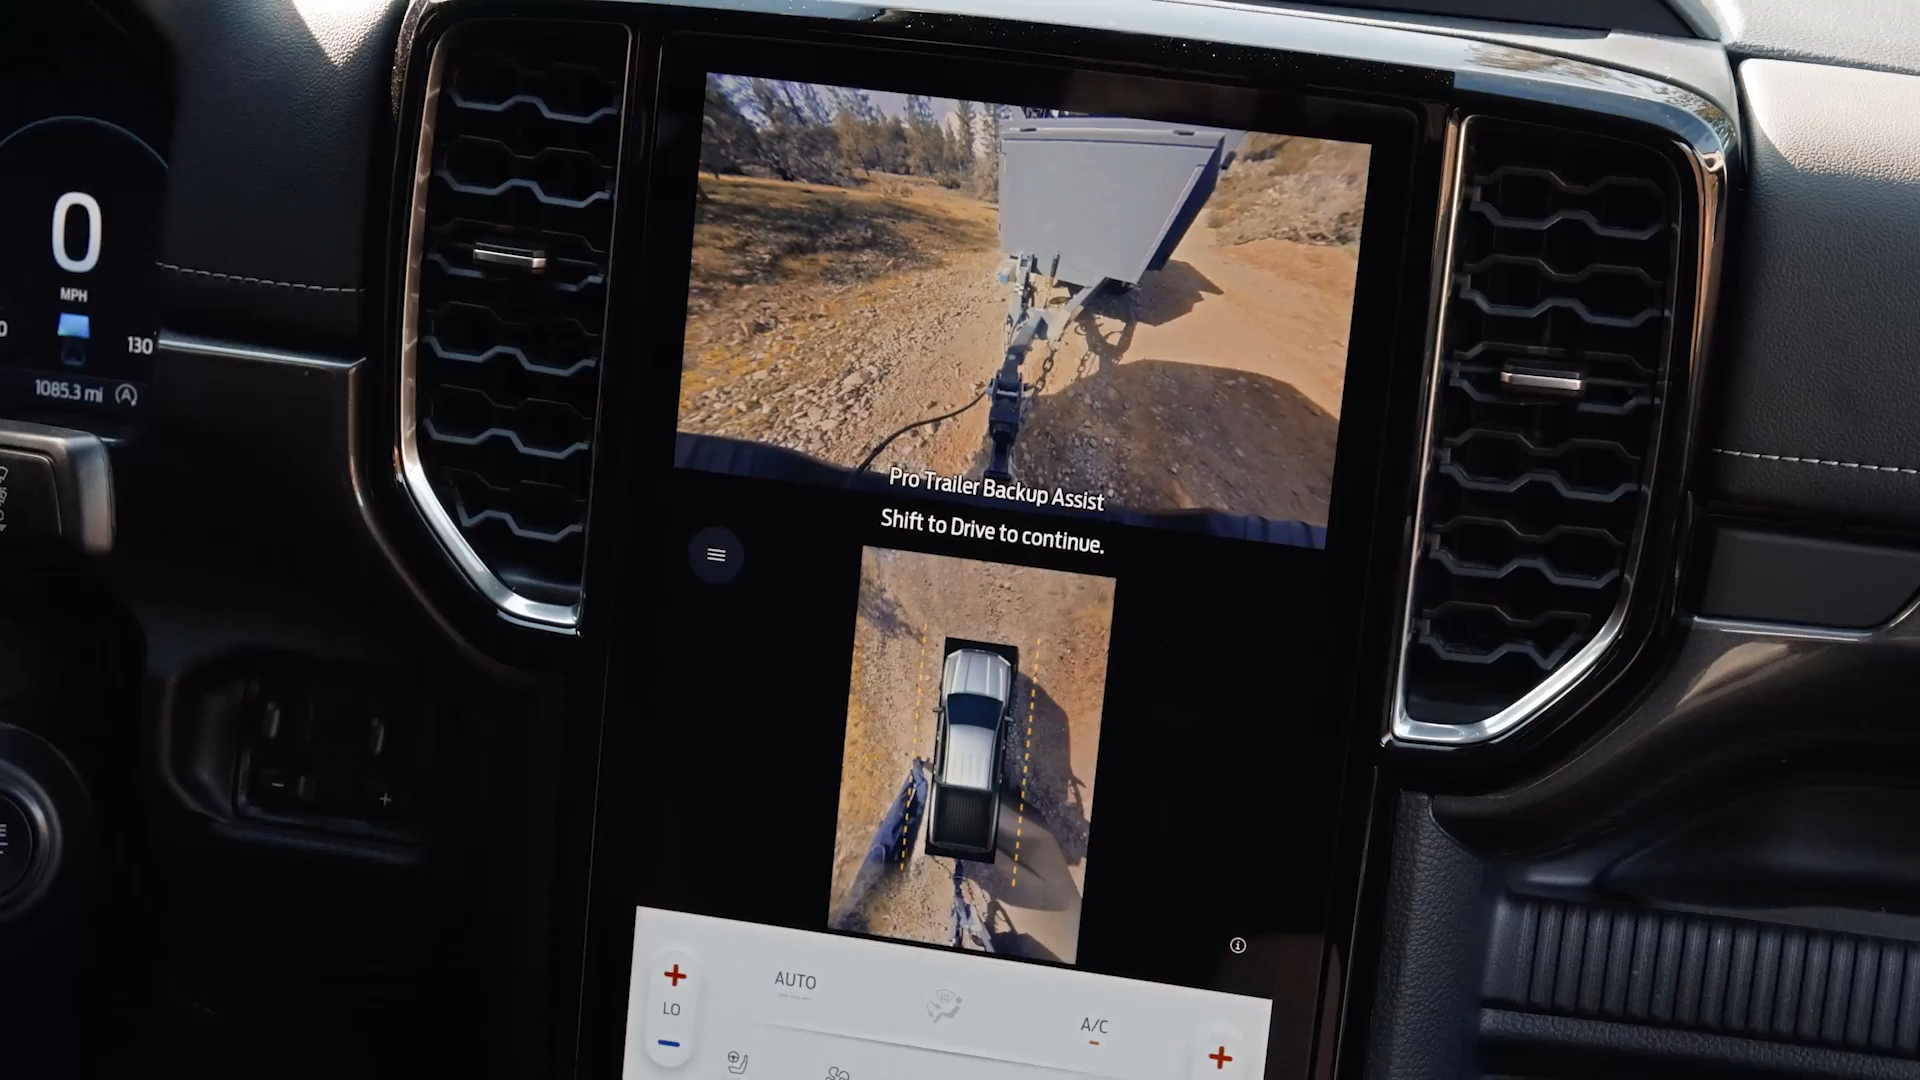 0
MPH
130
1085.3 mi
A
Pro Trailer Backup Assist
Shift to Drive to continue.
+
LO
−
AUTO
A/C
+
− +